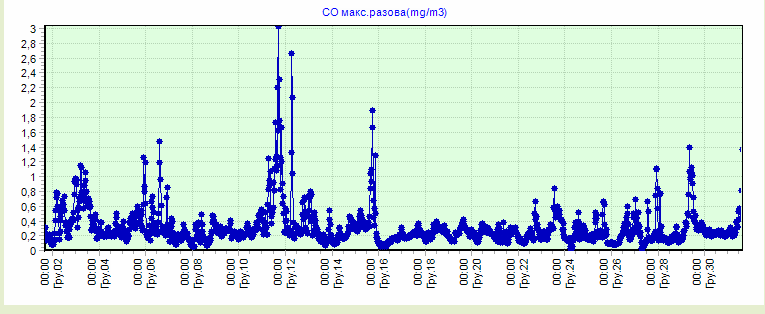 СО макс.разова(mg/m3)
3
2,8
2,6
2,4
2,2
2
1,8
1,6
1,4
1,2
1
0,8
0,6
0,4
0,2
0
00:00 Гру.02
00:00 Гру.04
00:00 Гру.06
00:00 Гру.08
00:00 Гру.10
00:00 Гру.12
00:00 Гру.14
00:00 Гру.16
00:00 Гру.18
00:00 Гру.20
00:00 Гру.22
00:00 Гру.24
00:00 Гру.26
00:00 Гру.28
00:00 Гру.30